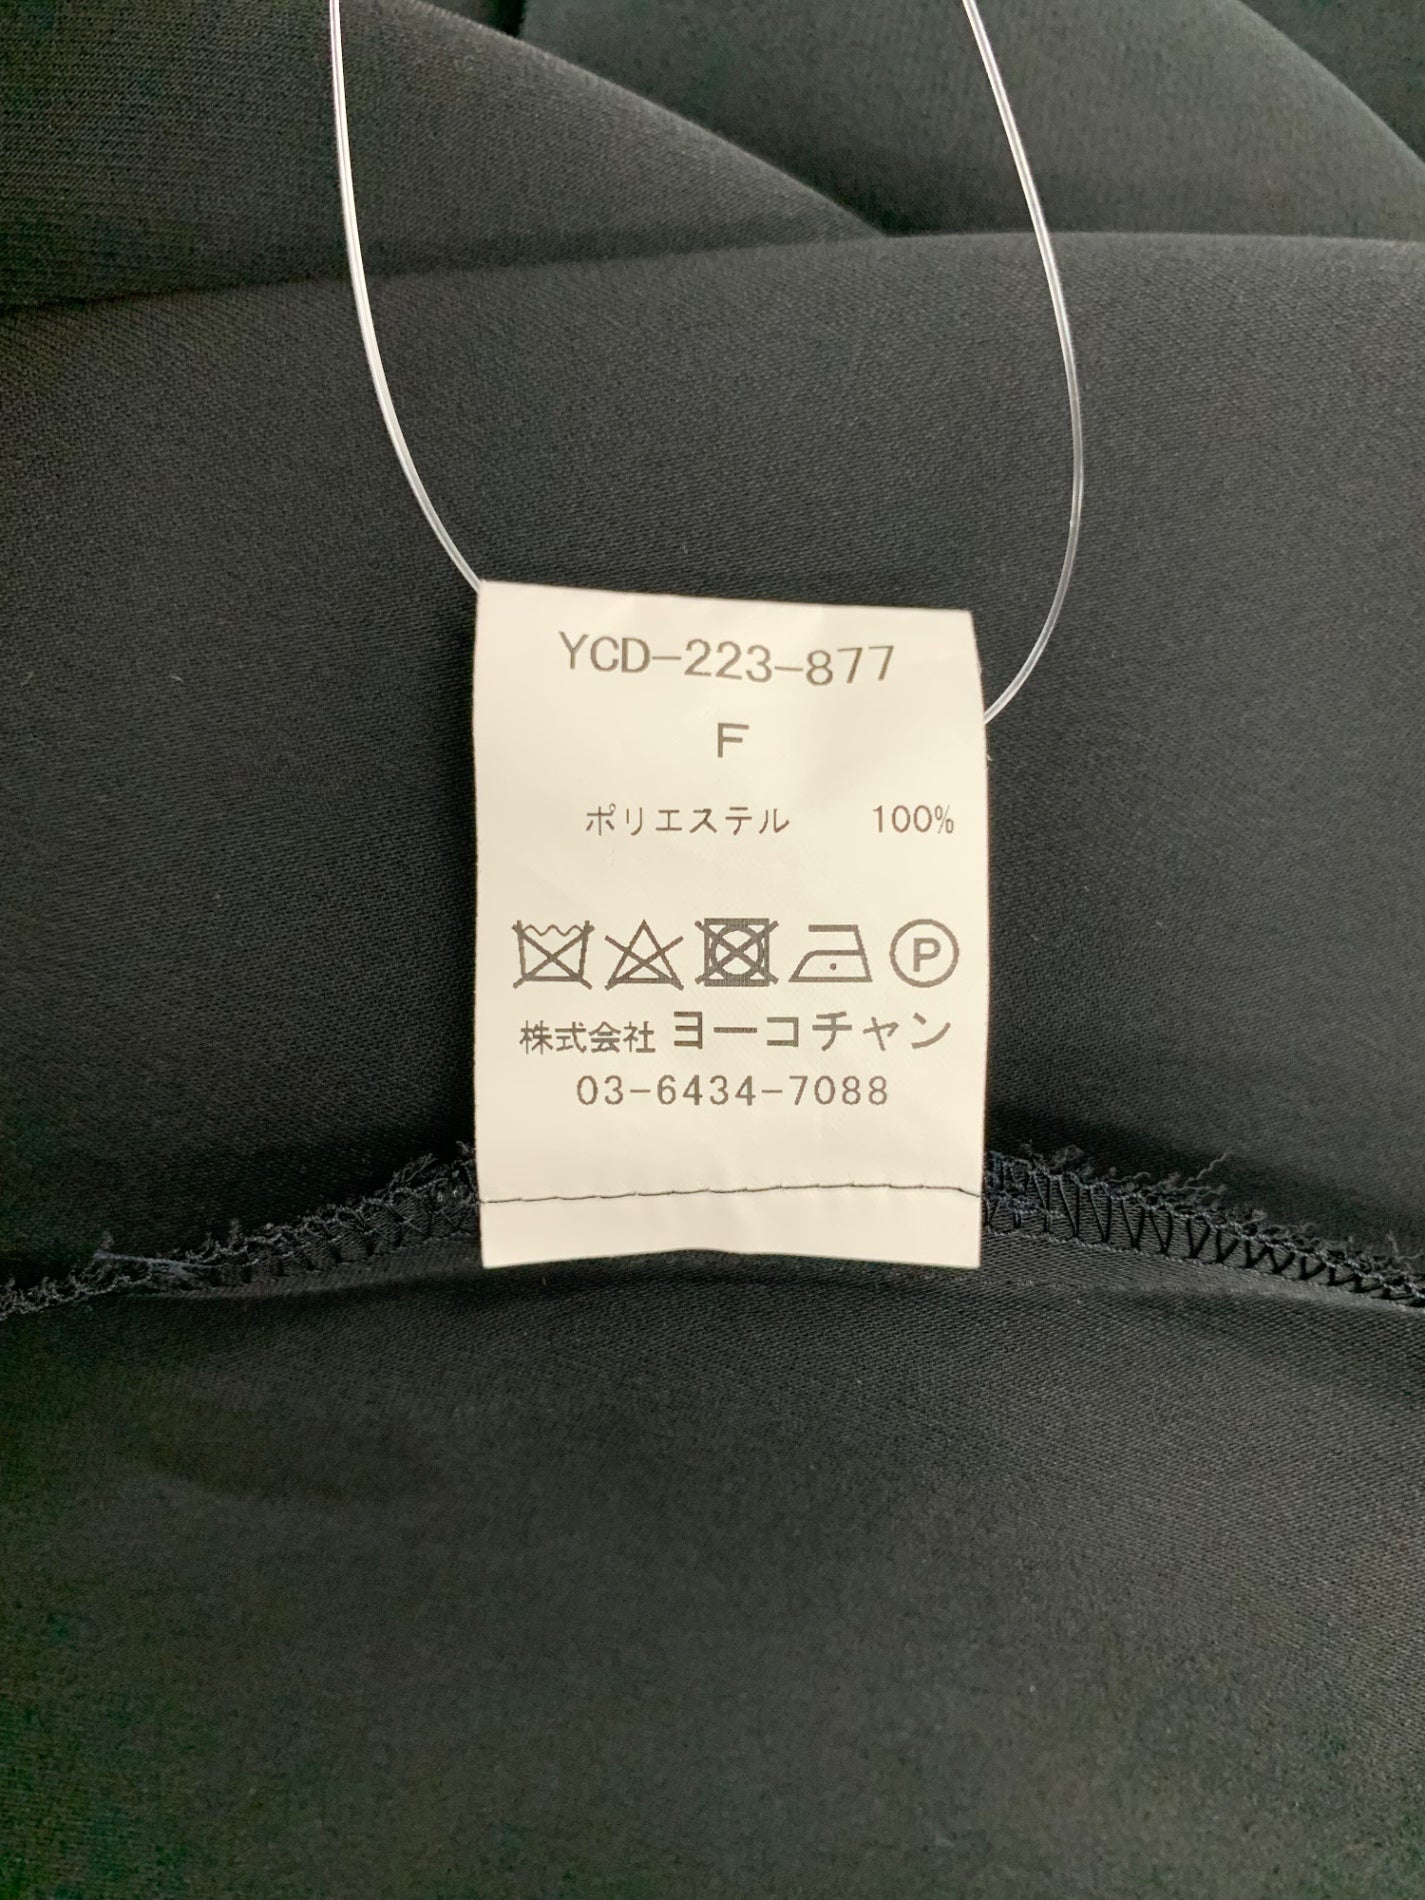 YCD-223-877
F
ポリエステル 100%
P
株式会社 ヨーコチャン
03-6434-7088